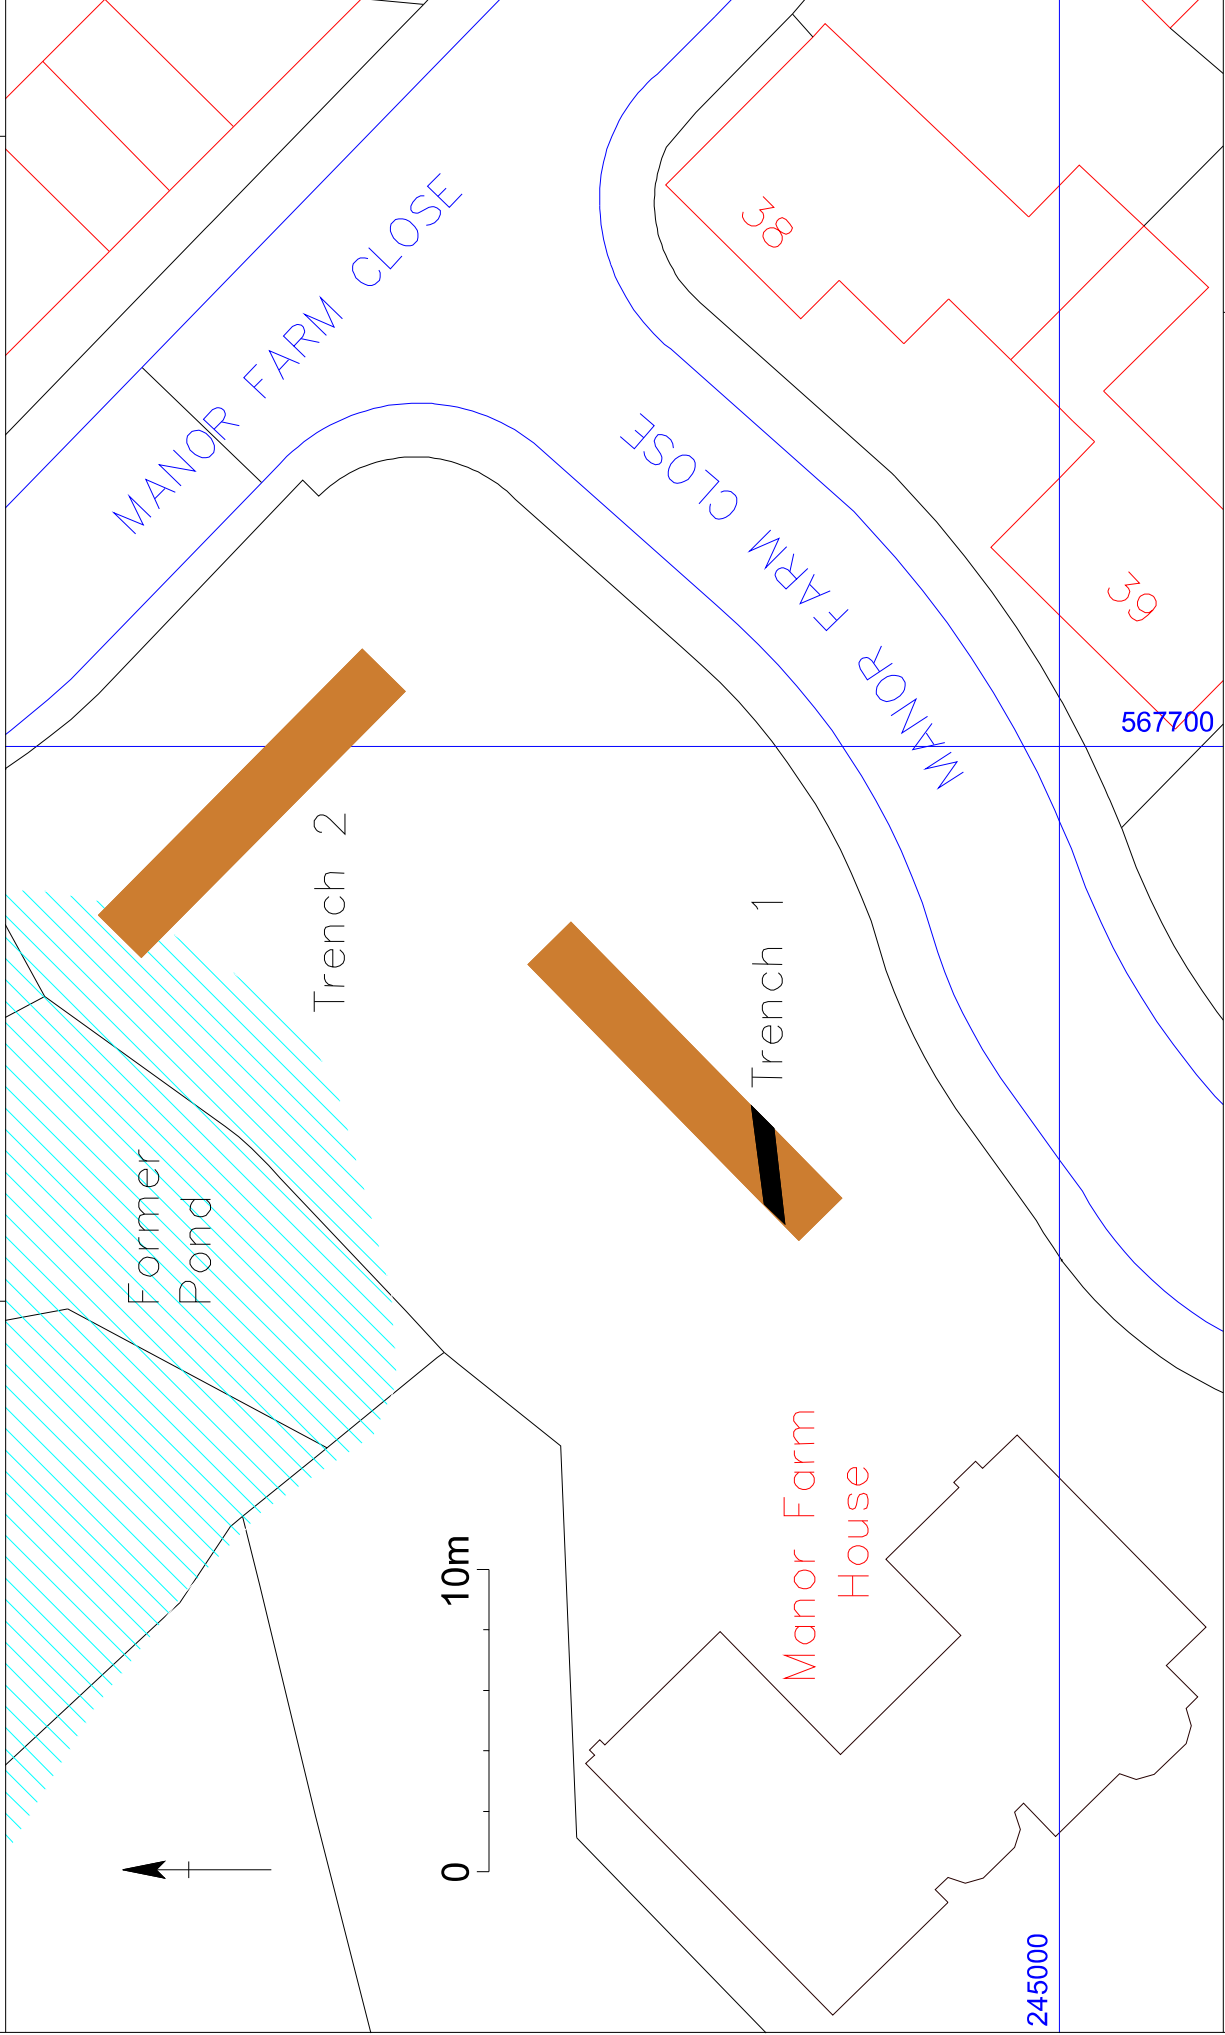 MANOR FARM CLOSE
MANOR FARM CLOSE
38
39
567700
Trench 2
Trench 1
Former
Pond
Manor Farm
House
10m
0
245000